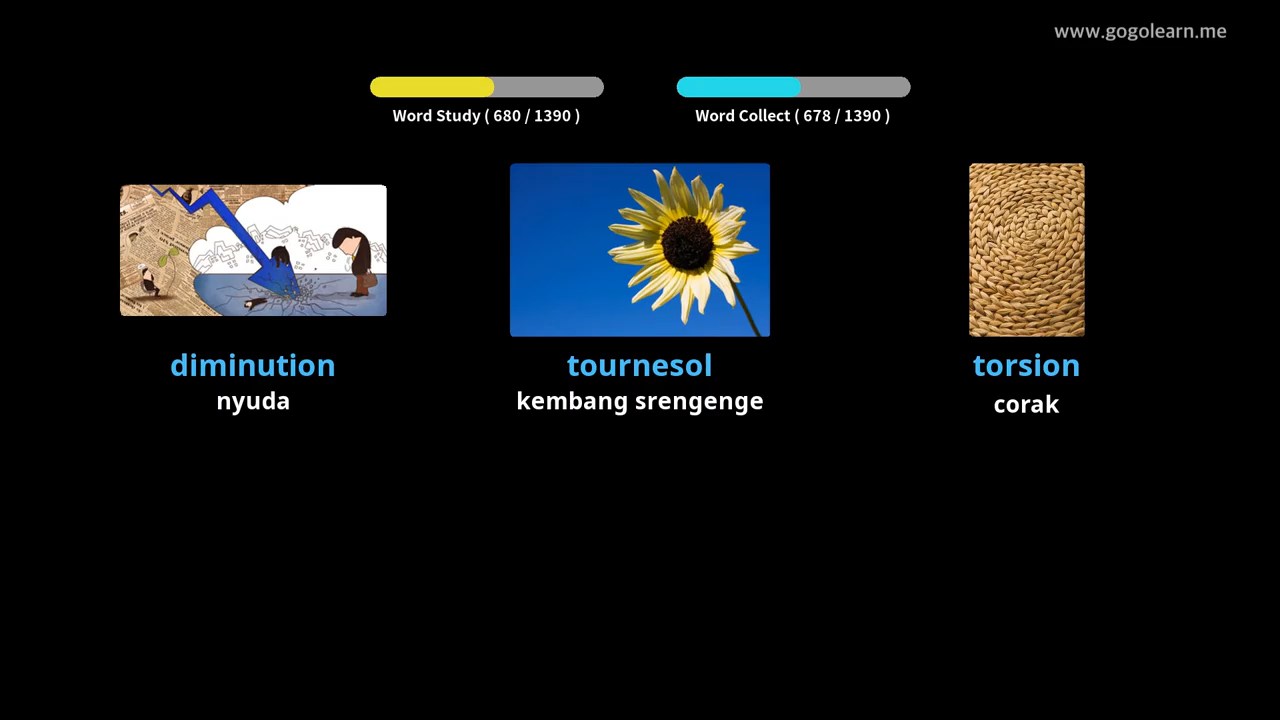 www.gogolearn.me
Word Study ( 680 / 1390 )
Word Collect ( 678 / 1390 )
diminution
nyuda
tournesol
kembang srengenge
torsion
corak